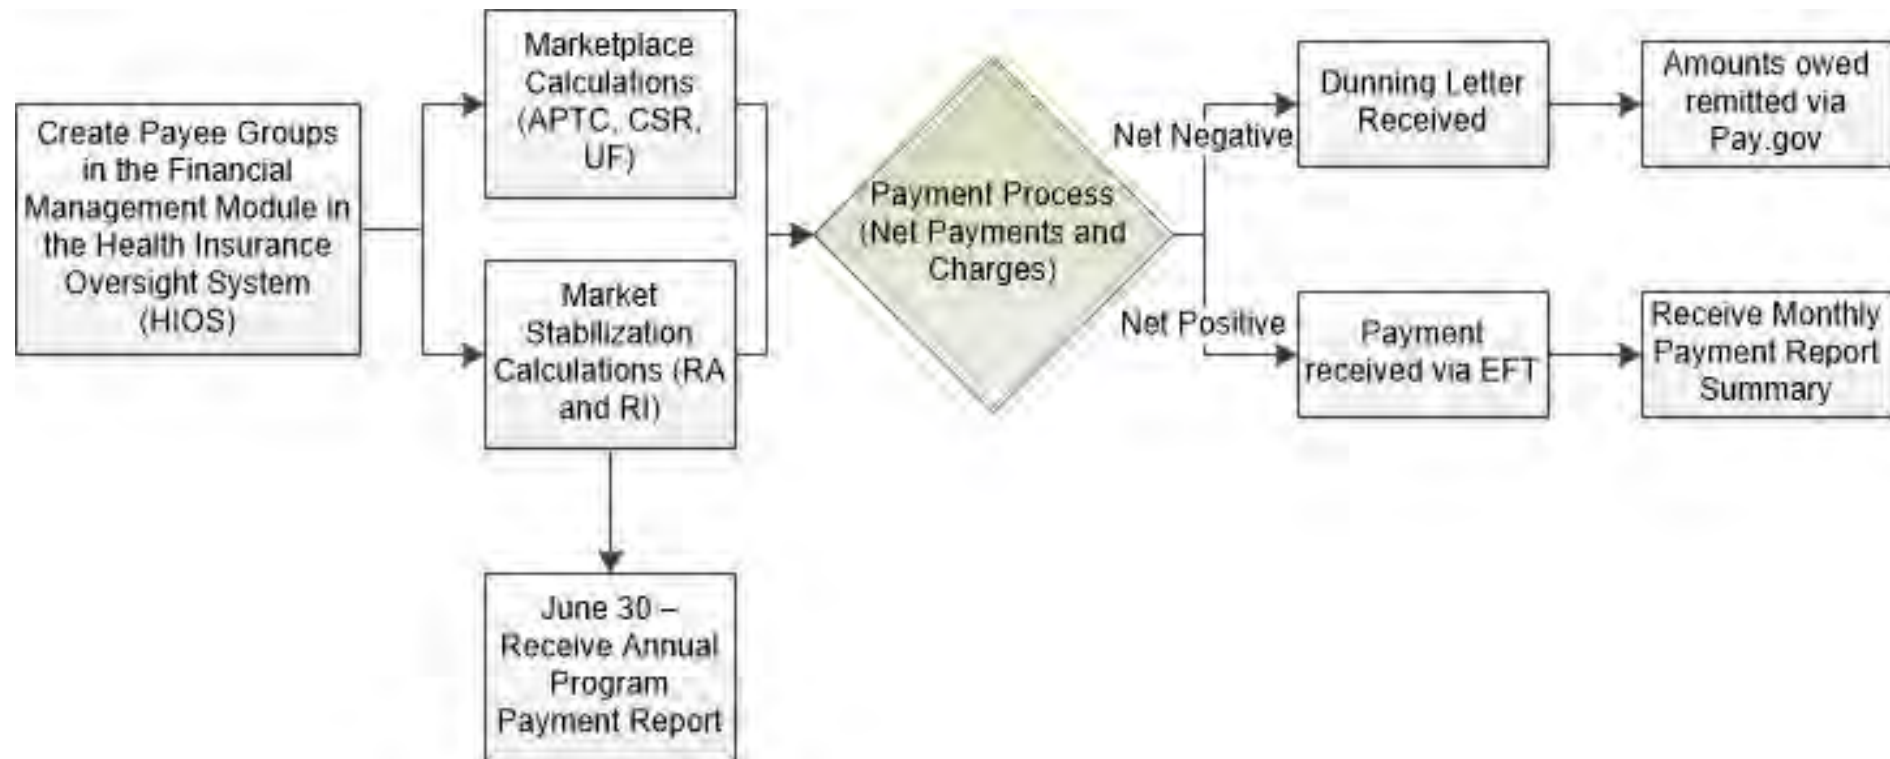 Create Payee Groups
in the Financial
Management Module in
the Health Insurance
Oversight System
(HIOS)
Marketplace
Calculations
(APTC, CSR,
UF)
Market
Stabilization
Calculations (RA
and RI)
June 30 –
Receive Annual
Program
Payment Report
Payment Process
(Net Payments and
Charges)
Net Negative
Dunning Letter
Received
Amounts owed
remitted via
Pay.gov
Net Positive
Payment
received via EFT
Receive Monthly
Payment Report
Summary